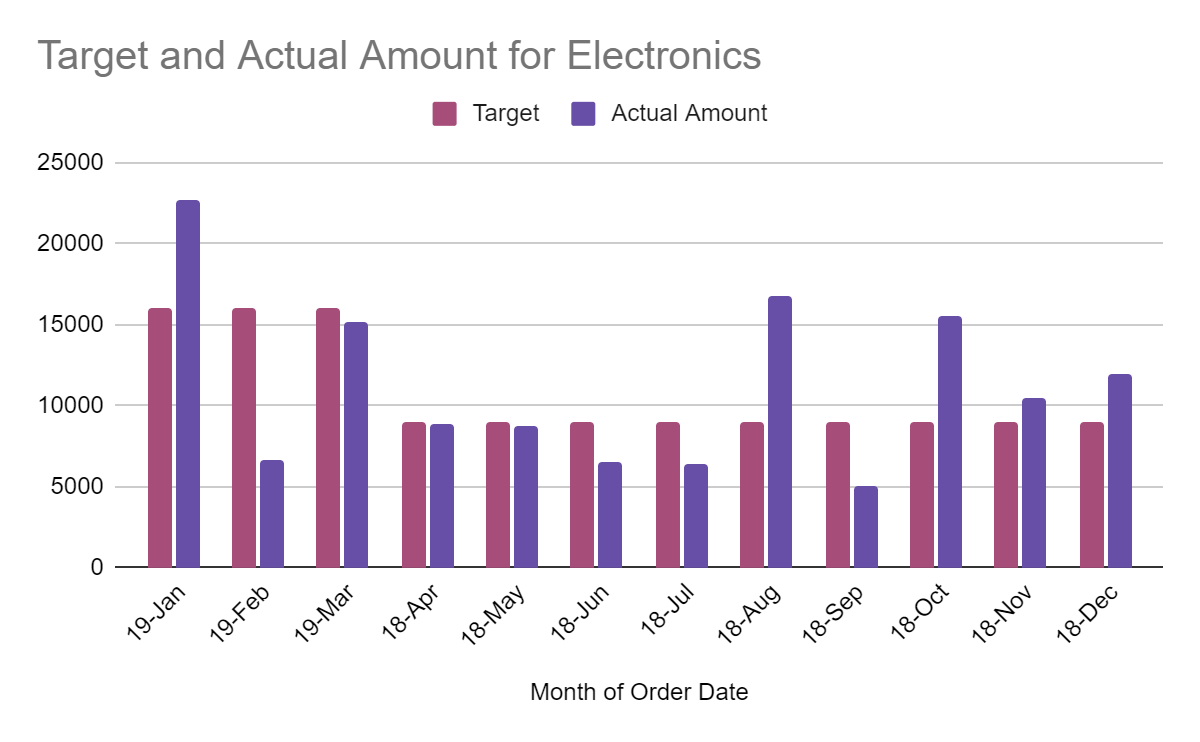 Target and Actual Amount for Electronics
Target Actual Amount
25000
20000
15000
10000
5000
0
19-Jan 19-Feb 19-Mar 18-Apr 18-May 18-Jun 18-Jul 18-Aug 18-Sep 18-Oct 18-Nov 18-Dec
Month of Order Date